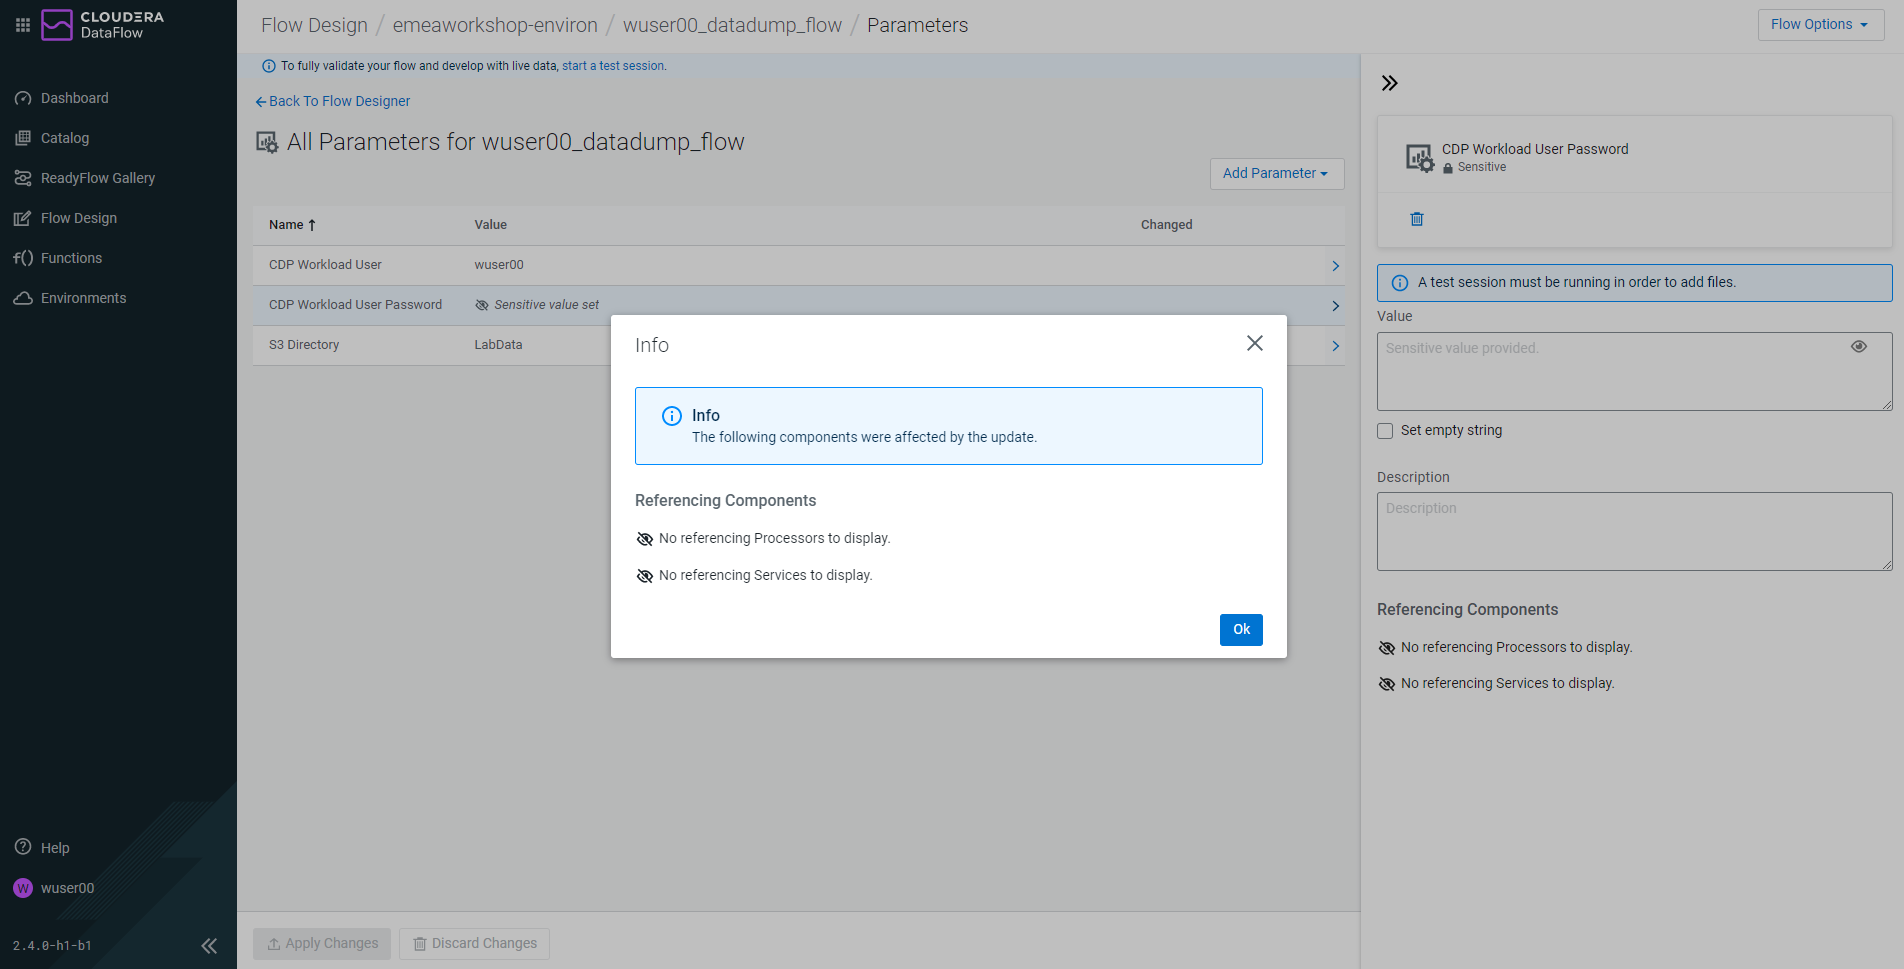 CLOUDERA
DataFlow
Dashboard
Catalog
ReadyFlow Gallery
Flow Design
f() Functions
Environments
Help
W wuser00
2.4.0-h1-b1
Flow Design / emeaworkshop-environ / wuser00_datadump_flow / Parameters
Flow Options
To fully validate your flow and develop with live data, start a test session.
Back To Flow Designer
All Parameters for wuser00_datadump_flow
Add Parameter
Name Value Changed
CDP Workload User wuser00
CDP Workload User Password Sensitive value set
S3 Directory LabData
Info
Info
The following components were affected by the update.
Referencing Components
No referencing Processors to display.
No referencing Services to display.
Ok
Apply Changes
Discard Changes
CDP Workload User Password
Sensitive
A test session must be running in order to add files.
Value
Sensitive value provided.
Set empty string
Description
Description
Referencing Components
No referencing Processors to display.
No referencing Services to display.